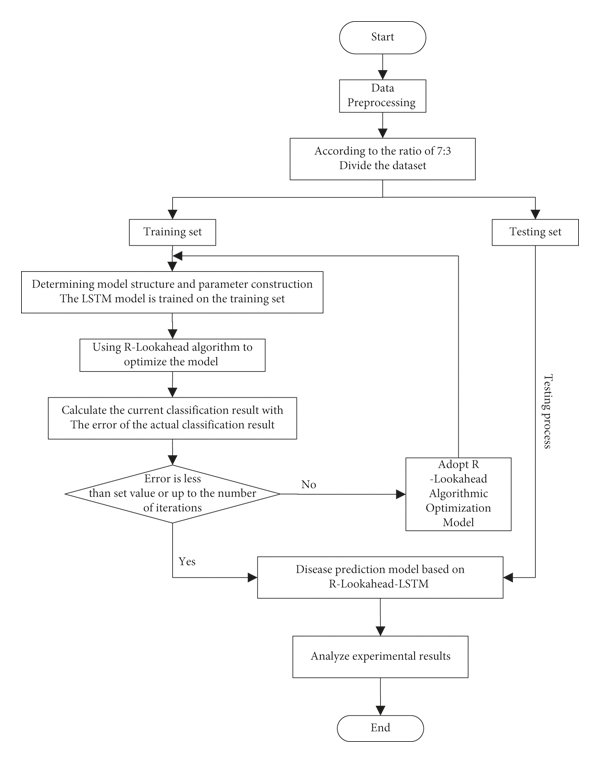 Start
Data
Preprocessing
According to the ratio of 7:3
Divide the dataset
Training set
Testing set
Determining model structure and parameter construction
The LSTM model is trained on the training set
Using R-Lookahead algorithm to
optimize the model
Calculate the current classification result with
The error of the actual classification result
Error is less
than set value or up to the number
of iterations
No
Adopt R
-Lookahead
Algorithmic
Optimization
Model
Testing process
Yes
Disease prediction model based on
R-Lookahead-LSTM
Analyze experimental results
End